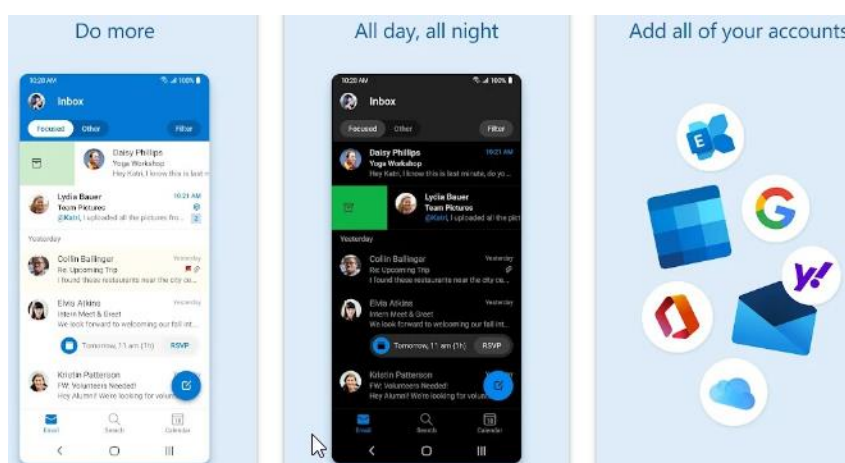 Do more
10:20 AM
100%
Inbox
Focused
Other
Filter
Daisy Phillips
Yoga Workshop
Hey Katri, I know this is last m
Lydia Bauer
10:21 AM
Team Pictures
@Katri, I uploaded all the pictures fro...
2
Yesterday
Collin Ballinger
Yesterday
Re: Upcoming Trip
I found these restaurants near the city ce...
Elvia Atkins
Yesterday
Intern Meet & Greet
We look forward to welcoming our fall int...
Tomorrow, 11 am (1h)
RSVP
Kristin Patterson
FW: Volunteers Needed!
Hey Alumni! We're looking for volun
Email
Search
Calendar
All day, all night
10:20 AM
100%
Inbox
Focused
Other
Filter
Daisy Phillips
10:21 AM
Yoga Workshop
Hey Katri, I know this is last minute, do yo...
Lydia Bauer
Team Pictures
@Katri, I uploaded all the pict
Yesterday
Collin Ballinger
Yesterday
Re: Upcoming Trip
I found these restaurants near the city ce...
Elvia Atkins
Yesterday
Intern Meet & Greet
We look forward to welcoming our fall int...
Tomorrow, 11 am (1h)
RSVP
Kristin Patterson
FW: Volunteers Needed!
Hey Alumni! We're looking for volun
Email
Search
Calendar
Add all of your accounts
E
G
Y!